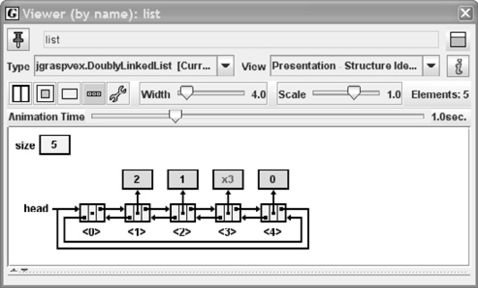 Viewer (by name): list
list
Type jgraspvex.DoublyLinkedList [Curr... View Presentation - Structure Ide...
Width 4.0 Scale 1.0 Elements: 5
Animation Time 1.0sec.
size 5
2 1 x3 0
head
<0> <1> <2> <3> <4>